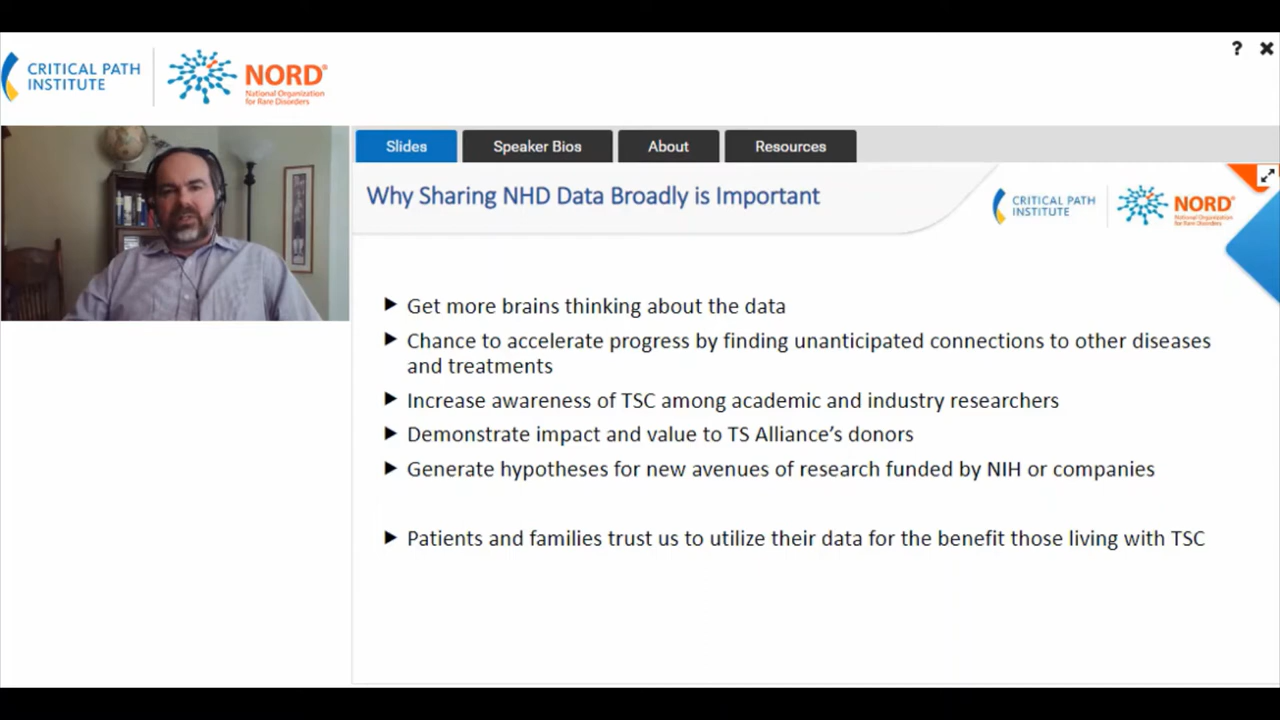 CRITICAL PATH
INSTITUTE
NORD®
National Organization
for Rare Disorders
? ✖
Slides
Speaker Bios
About
Resources
Why Sharing NHD Data Broadly is Important
CRITICAL PATH
INSTITUTE
NORD®
National Organization
for Rare Disorders
Get more brains thinking about the data
Chance to accelerate progress by finding unanticipated connections to other diseases
and treatments
Increase awareness of TSC among academic and industry researchers
Demonstrate impact and value to TS Alliance’s donors
Generate hypotheses for new avenues of research funded by NIH or companies
Patients and families trust us to utilize their data for the benefit those living with TSC